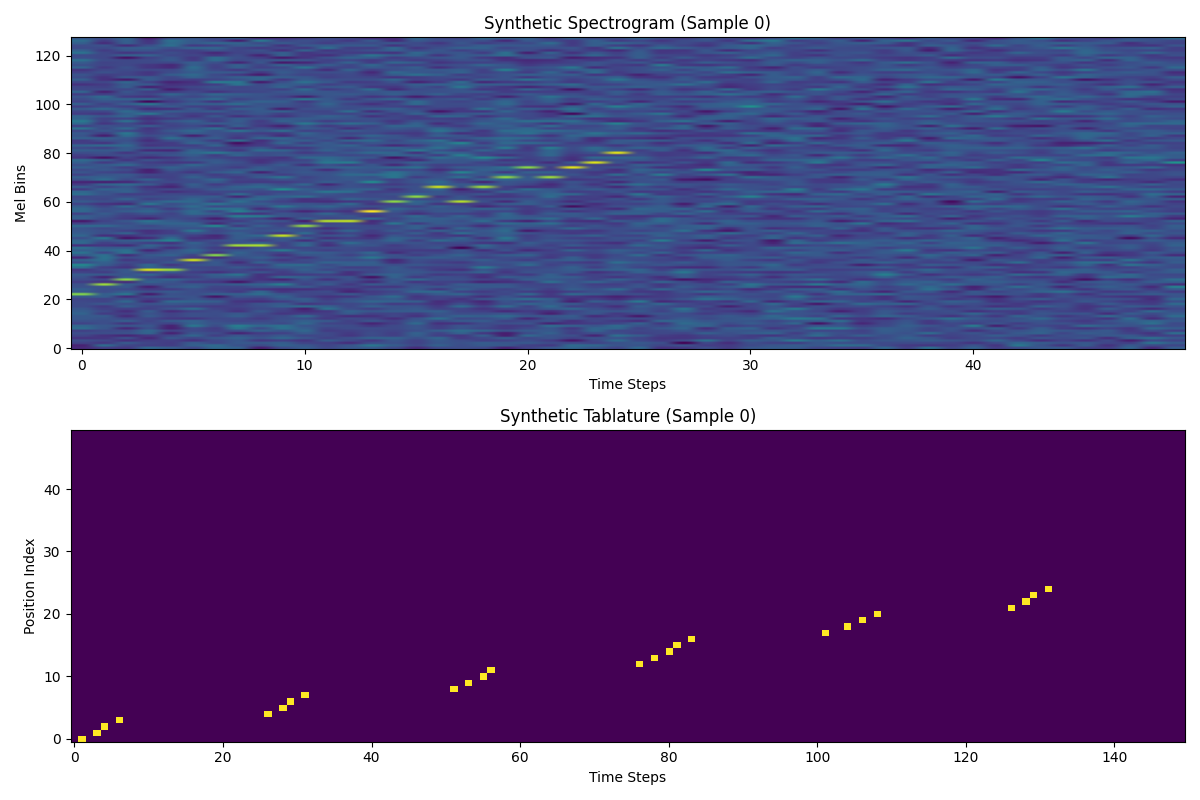 Synthetic Spectrogram (Sample 0)
120
100
80
60
40
20
0
Mel Bins
0 10 20 30 40
Time Steps
Synthetic Tablature (Sample 0)
40
30
20
10
0
Position Index
0 20 40 60 80 100 120 140
Time Steps